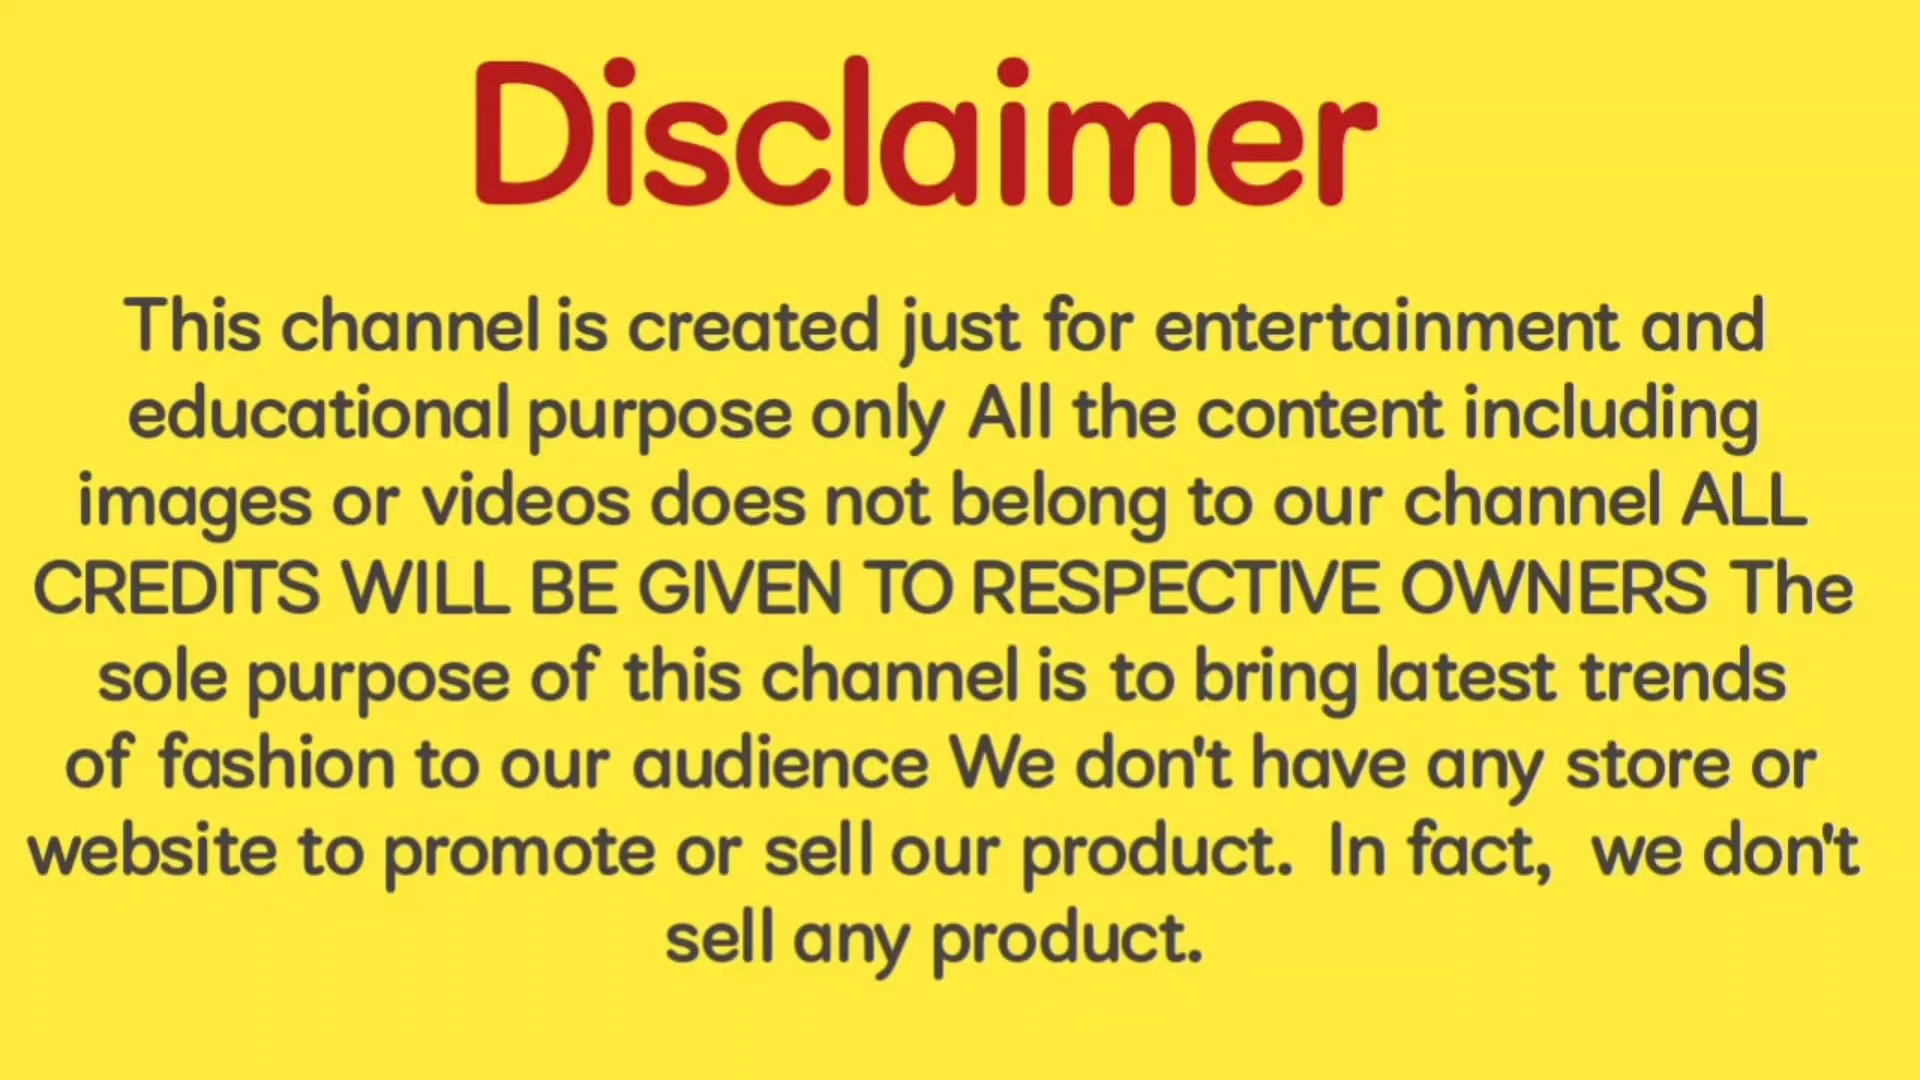 Disclaimer
This channel is created just for entertainment and
educational purpose only All the content including
images or videos does not belong to our channel ALL
CREDITS WILL BE GIVEN TO RESPECTIVE OWNERS The
sole purpose of this channel is to bring latest trends
of fashion to our audience We don't have any store or
website to promote or sell our product. In fact, we don't
sell any product.